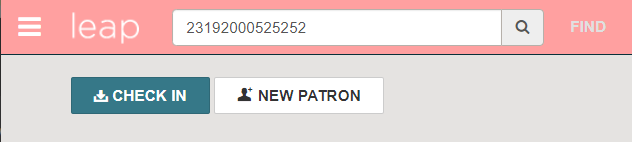 leap 23192000525252 FIND
CHECK IN NEW PATRON